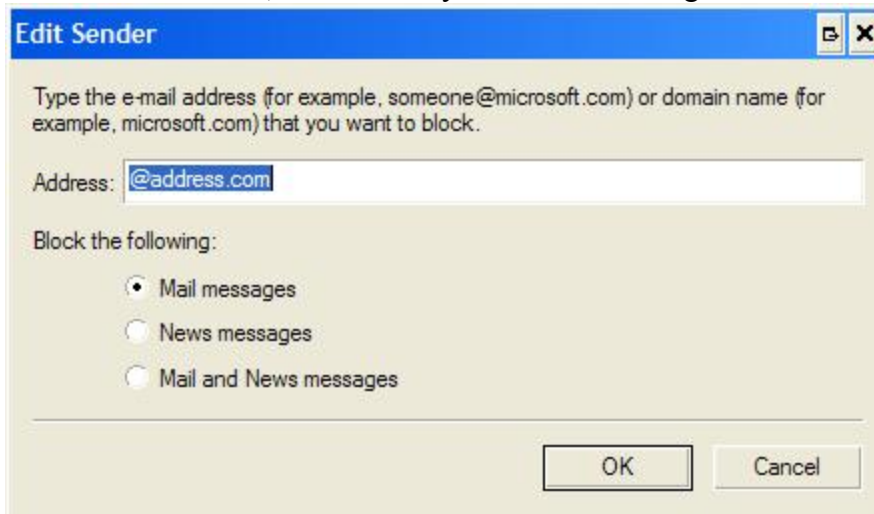 Edit Sender
Type the e-mail address (for example, someone@microsoft.com) or domain name (for
example, microsoft.com) that you want to block.
Address: @address.com
Block the following:
Mail messages
News messages
Mail and News messages
OK Cancel